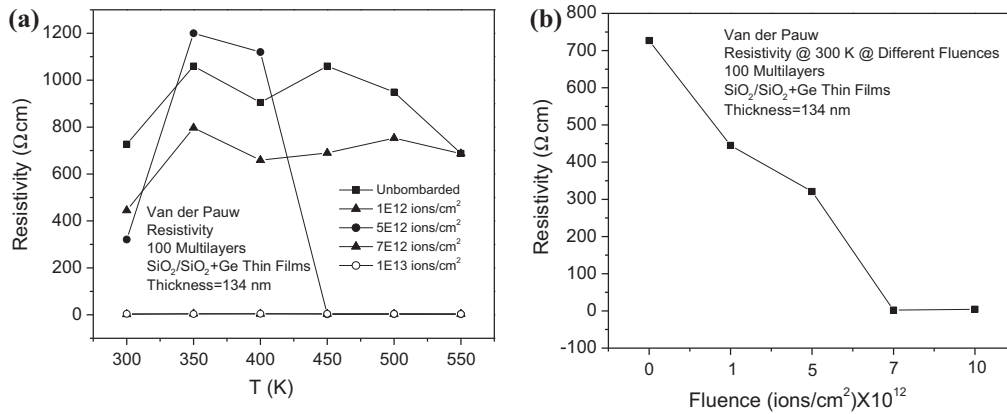 (a)
1200
1000
800
600
400
200
0
Resistivity (Ωcm)
Van der Pauw
Resistivity
100 Multilayers
SiO₂/SiO₂+Ge Thin Films
Thickness=134 nm
Unbombarded
1E12 ions/cm²
5E12 ions/cm²
7E12 ions/cm²
1E13 ions/cm²
300 350 400 450 500 550
T (K)
(b)
800
700
600
500
400
300
200
100
0
-100
Resistivity (Ωcm)
Van der Pauw
Resistivity @ 300 K @ Different Fluences
100 Multilayers
SiO₂/SiO₂+Ge Thin Films
Thickness=134 nm
0 1 5 7 10
Fluence (ions/cm²)X10¹²